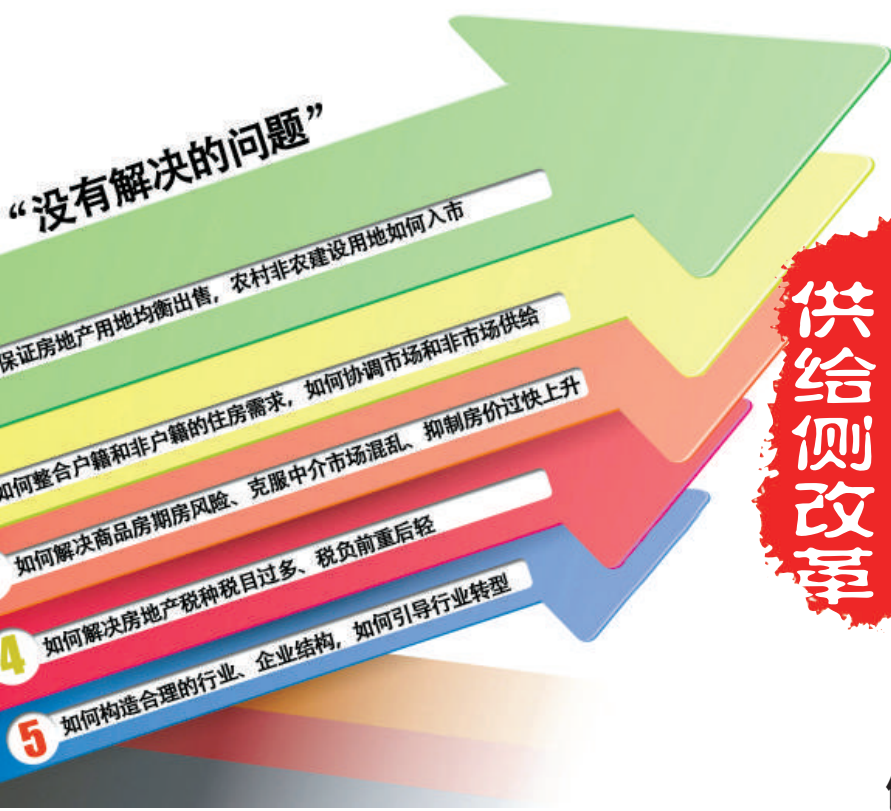 “没有解决的问题”
保证房地产用地均衡出售，农村非农建设用地如何入市
如何整合户籍和非户籍的住房需求，如何协调市场和非市场供给
如何解决商品房期房风险、克服中介市场混乱、抑制房价过快上升
4 如何解决房地产税种税目过多、税负前重后轻
5 如何构造合理的行业、企业结构，如何引导行业转型
供给侧改革